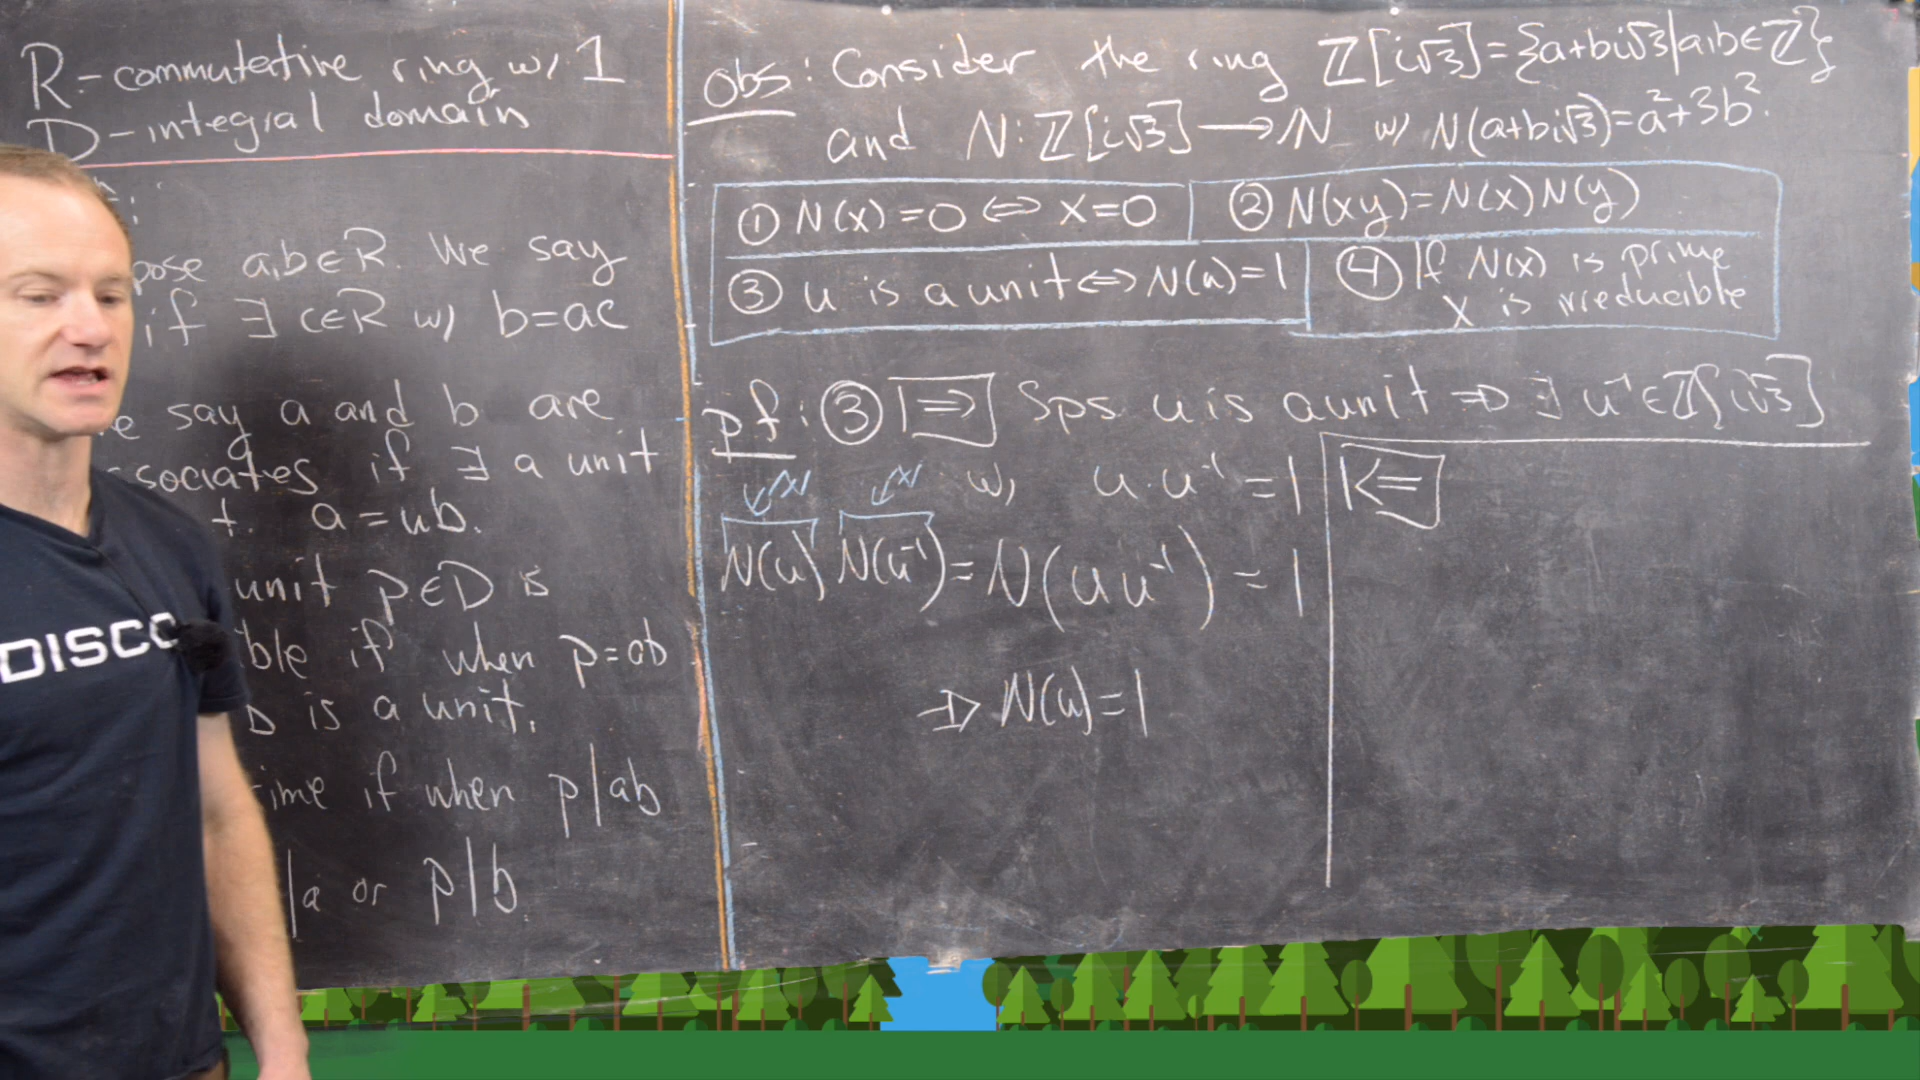 R - commutative ring w/ 1
D - integral domain
pose a,b∈R. We say
if ∃ c∈R w/ b=ac
say a and b are
sociates if ∃ a unit
t. a=ub.
unit p∈D is
ble if when p=ab
b is a unit.
ime if when p|ab
|a or p|b.
DISCO
Obs: Consider the ring ℤ[i√3]={a+bi√3|a,b∈ℤ}
and N:ℤ[i√3]→ℕ w/ N(a+bi√3)=a²+3b².
① N(x)=0 ⇔ x=0 ② N(xy)=N(x)N(y)
③ u is a unit ⇔ N(u)=1 ④ If N(x) is prime
x is irreducible
pf: ③ (⇒) Sps. u is a unit ⇒ ∃ u⁻¹∈ℤ[i√3]
ℕ ℕ w/ u·u⁻¹=1
(⇐)
N(u) N(u⁻¹)=N(uu⁻¹)=1
⇒ N(u)=1